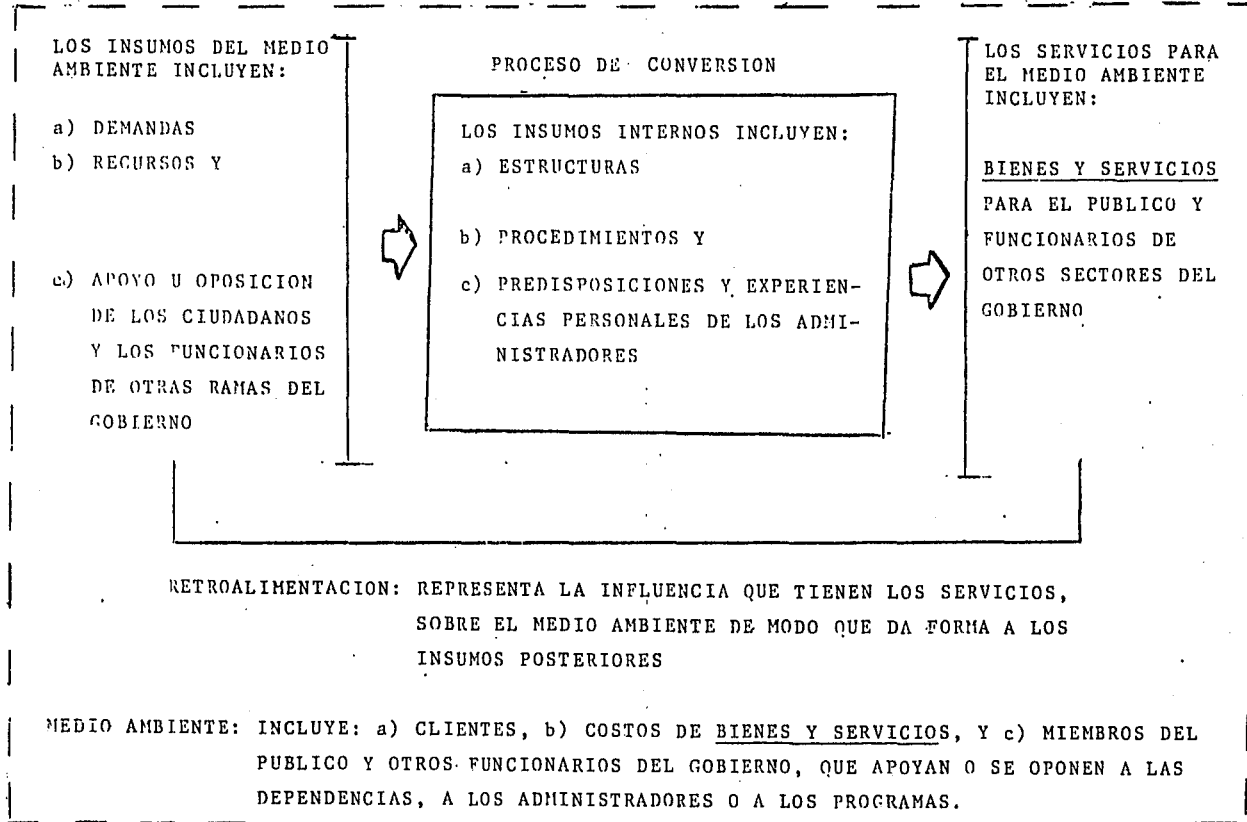 LOS INSUMOS DEL MEDIO
AMBIENTE INCLUYEN:
a) DEMANDAS
b) RECURSOS Y
c) APOYO U OPOSICION
DE LOS CIUDADANOS
Y LOS FUNCIONARIOS
DE OTRAS RAMAS DEL
GOBIERNO
PROCESO DE CONVERSION
LOS INSUMOS INTERNOS INCLUYEN:
a) ESTRUCTURAS
b) PROCEDIMIENTOS Y
c) PREDISPOSICIONES Y EXPERIEN-
CIAS PERSONALES DE LOS ADMI-
NISTRADORES
LOS SERVICIOS PARA
EL MEDIO AMBIENTE
INCLUYEN:
BIENES Y SERVICIOS
PARA EL PUBLICO Y
FUNCIONARIOS DE
OTROS SECTORES DEL
GOBIERNO
RETROALIMENTACION: REPRESENTA LA INFLUENCIA QUE TIENEN LOS SERVICIOS,
SOBRE EL MEDIO AMBIENTE DE MODO QUE DA FORMA A LOS
INSUMOS POSTERIORES
MEDIO AMBIENTE: INCLUYE: a) CLIENTES, b) COSTOS DE BIENES Y SERVICIOS, Y c) MIEMBROS DEL
PUBLICO Y OTROS FUNCIONARIOS DEL GOBIERNO, QUE APOYAN O SE OPONEN A LAS
DEPENDENCIAS, A LOS ADMINISTRADORES O A LOS PROGRAMAS.